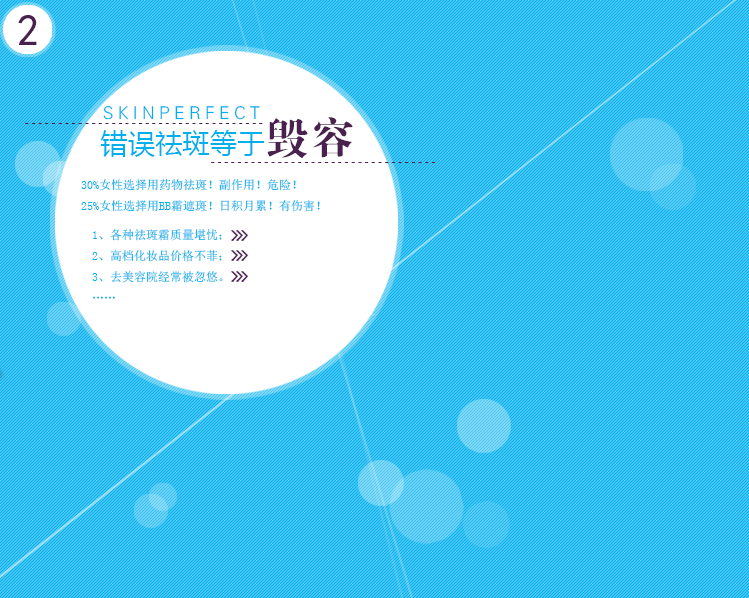 2
SKINPERFECT
错误祛斑等于毁容
30%女性选择用药物祛斑！副作用！危险！
25%女性选择用BB霜遮斑！日积月累！有伤害！
1、各种祛斑霜质量堪忧；
2、高档化妆品价格不菲；
3、去美容院经常被忽悠。
……